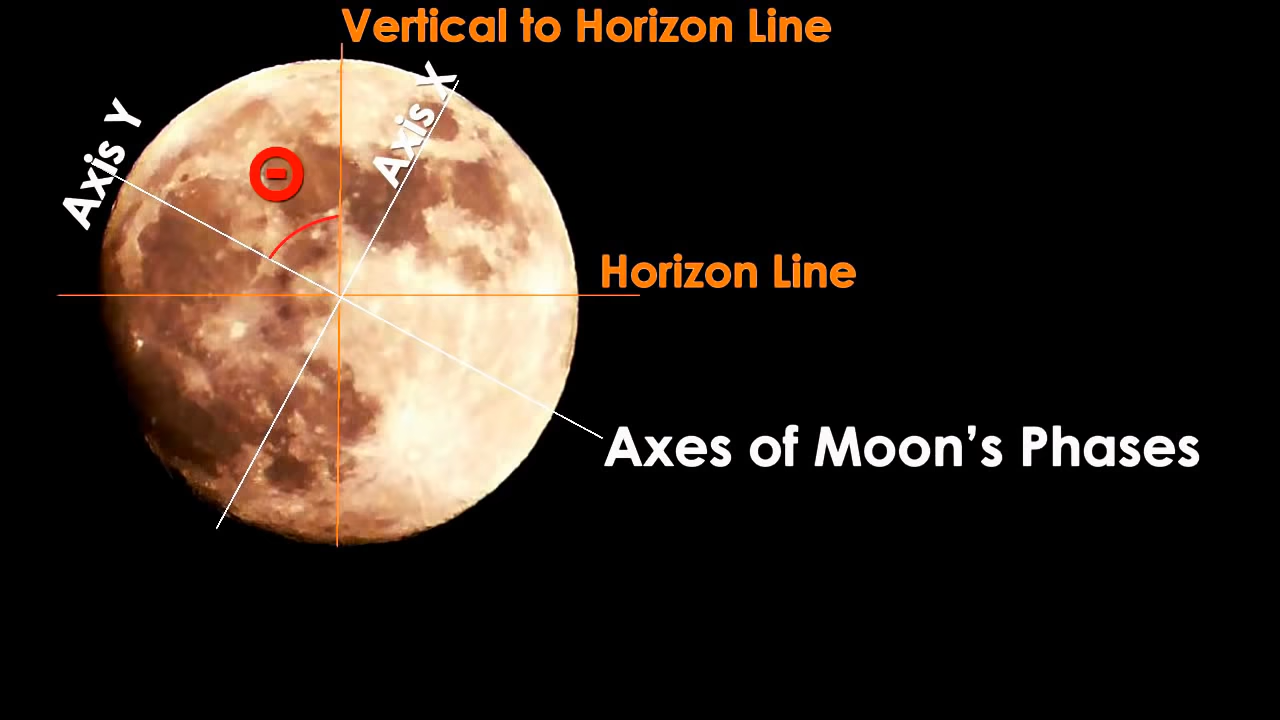 Vertical to Horizon Line
Axis Y
Axis X
Horizon Line
Axes of Moon's Phases